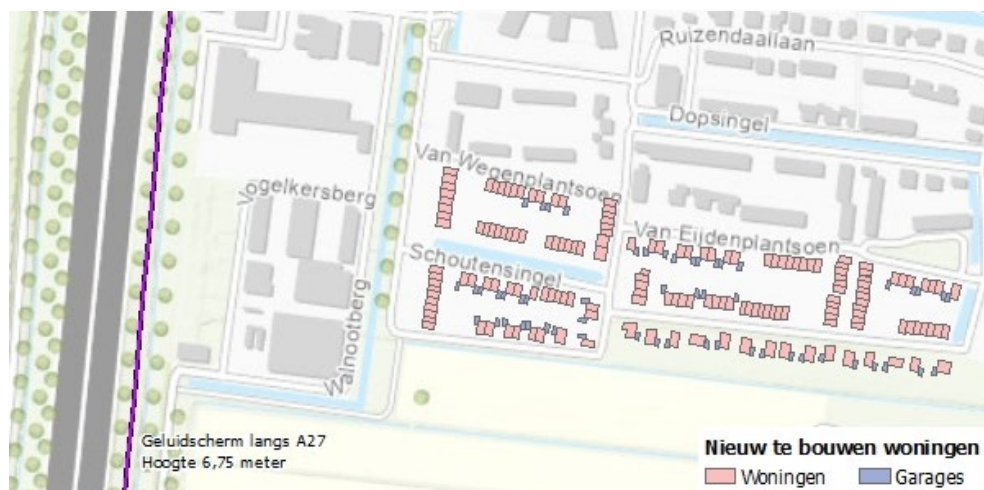 Ruizendaallaan
Dopsingel
Van Wegenplantsoen
Vogelkersberg
Van Eijdenplantsoen
Schoutensingel
Walnootberg
Geluidscherm langs A27
Hoogte 6,75 meter
Nieuw te bouwen woningen
Woningen
Garages